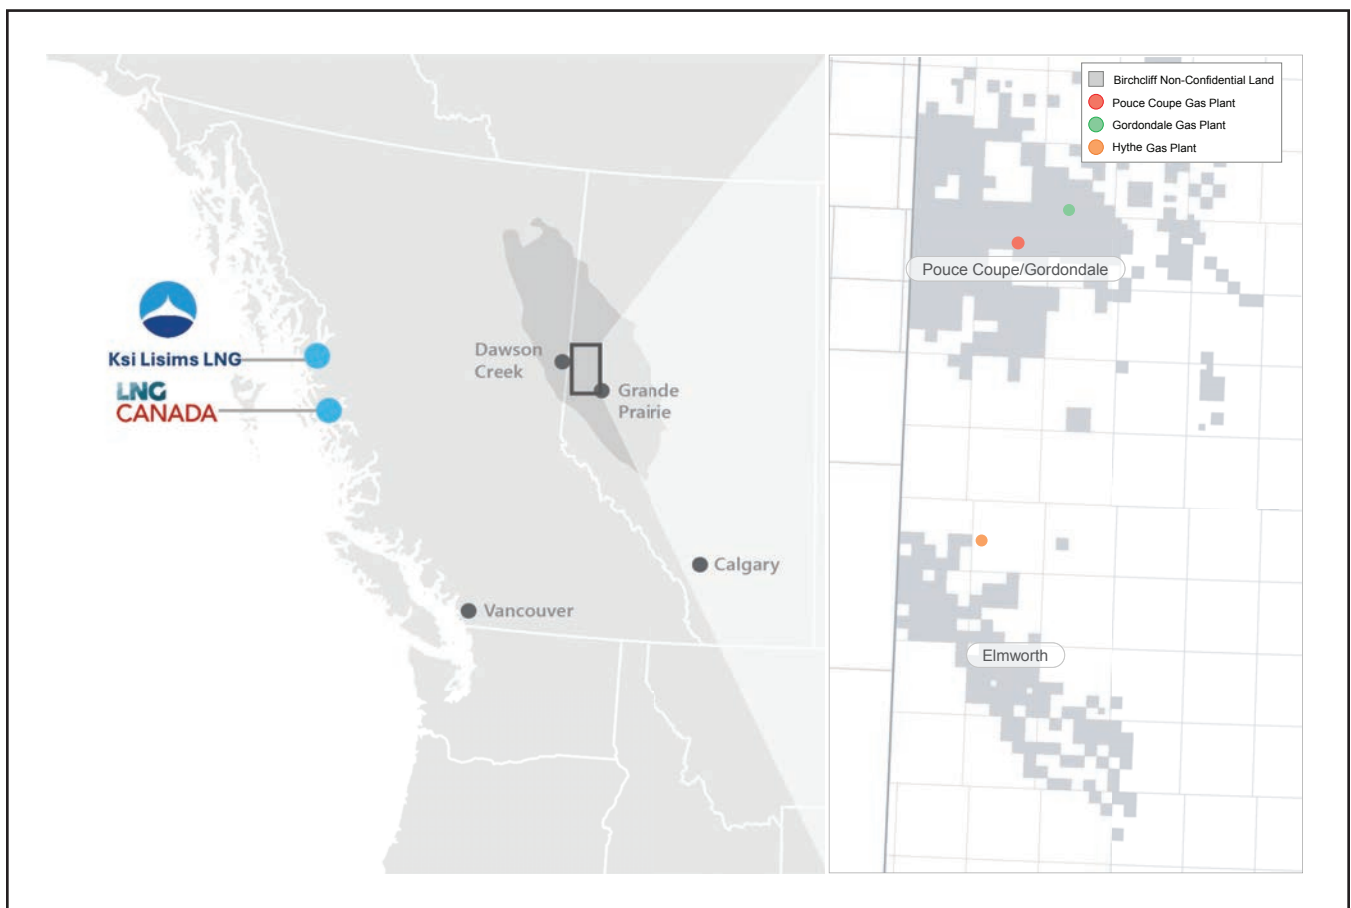 Ksi Lisims LNG
LNG
CANADA
Dawson
Creek
Grande
Prairie
Calgary
Vancouver
Birchcliff Non-Confidential Land
Pouce Coupe Gas Plant
Gordondale Gas Plant
Hythe Gas Plant
Pouce Coupe/Gordondale
Elmworth